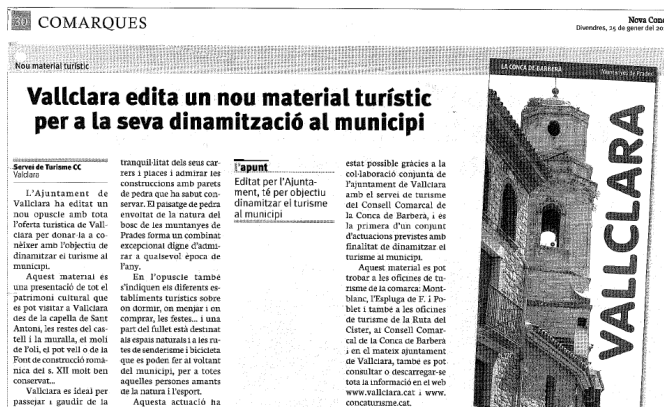 30 COMARQUES
Nova Conc
Divendres, 25 de gener del 20
Nou material turístic
Vallclara edita un nou material turístic
per a la seva dinamització al municipi
Servei de Turisme CC
Valclara
L'Ajuntament de
Vallclara ha editat un
nou opuscle amb tota
l'oferta turística de Vall-
clara per donar-la a co-
nèixer amb l'objectiu de
dinamitzar el turisme al
municipi.
Aquest material és
una presentació de tot el
patrimoni cultural que
es pot visitar a Vallclara
des de la capella de Sant
Antoni, les restes del cas-
tell i la muralla, el molí
de l'oli, el pot vell o de la
Font de construcció romà-
nica del s. XII molt ben
conservat...
Vallclara es ideal per
passejar i gaudir de la
tranquil·litat dels seus car-
rers i places i admirar les
construccions amb parets
de pedra que ha sabut con-
servar. El paisatge de pedra
envoltat de la natura del
bosc de les muntanyes de
Prades forma un combinat
excepcional digne d'admi-
rar a qualsevol època de
l'any.
En l'opuscle també
s'indiquen els diferents es-
tabliments turístics sobre
on dormir, on menjar i on
comprar, les festes... i una
part del fullet està destinat
als espais naturals i a les ru-
tes de senderisme i bicicleta
que es poden fer al voltant
del municipi, per a totes
aquelles persones amants
de la natura i l'esport.
Aquesta actuació ha
l'apunt
Editat per l'Ajunta-
ment, té per objectiu
dinamitzar el turisme
al municipi
estat possible gràcies a la
col·laboració conjunta de
l'ajuntament de Vallclara
amb el servei de turisme
del Consell Comarcal de
la Conca de Barberà, i és
la primera d'un conjunt
d'actuacions previstes amb
finalitat de dinamitzar el
turisme al municipi.
Aquest material es pot
trobar a les oficines de tu-
risme de la comarca: Mont-
blanc, l'Espluga de F. i Po-
blet i també a les oficines
de turisme de la Ruta del
Cister, al Consell Comar-
cal de la Conca de Barberà
i en el mateix ajuntament
de Vallclara, també es pot
consultar o descarregar-se
tota la informació en el web
www.vallclara.cat i www.
concaturisme.cat.
LA CONCA DE BARBERÀ
Muntanyes de Prades
VALLCLARA